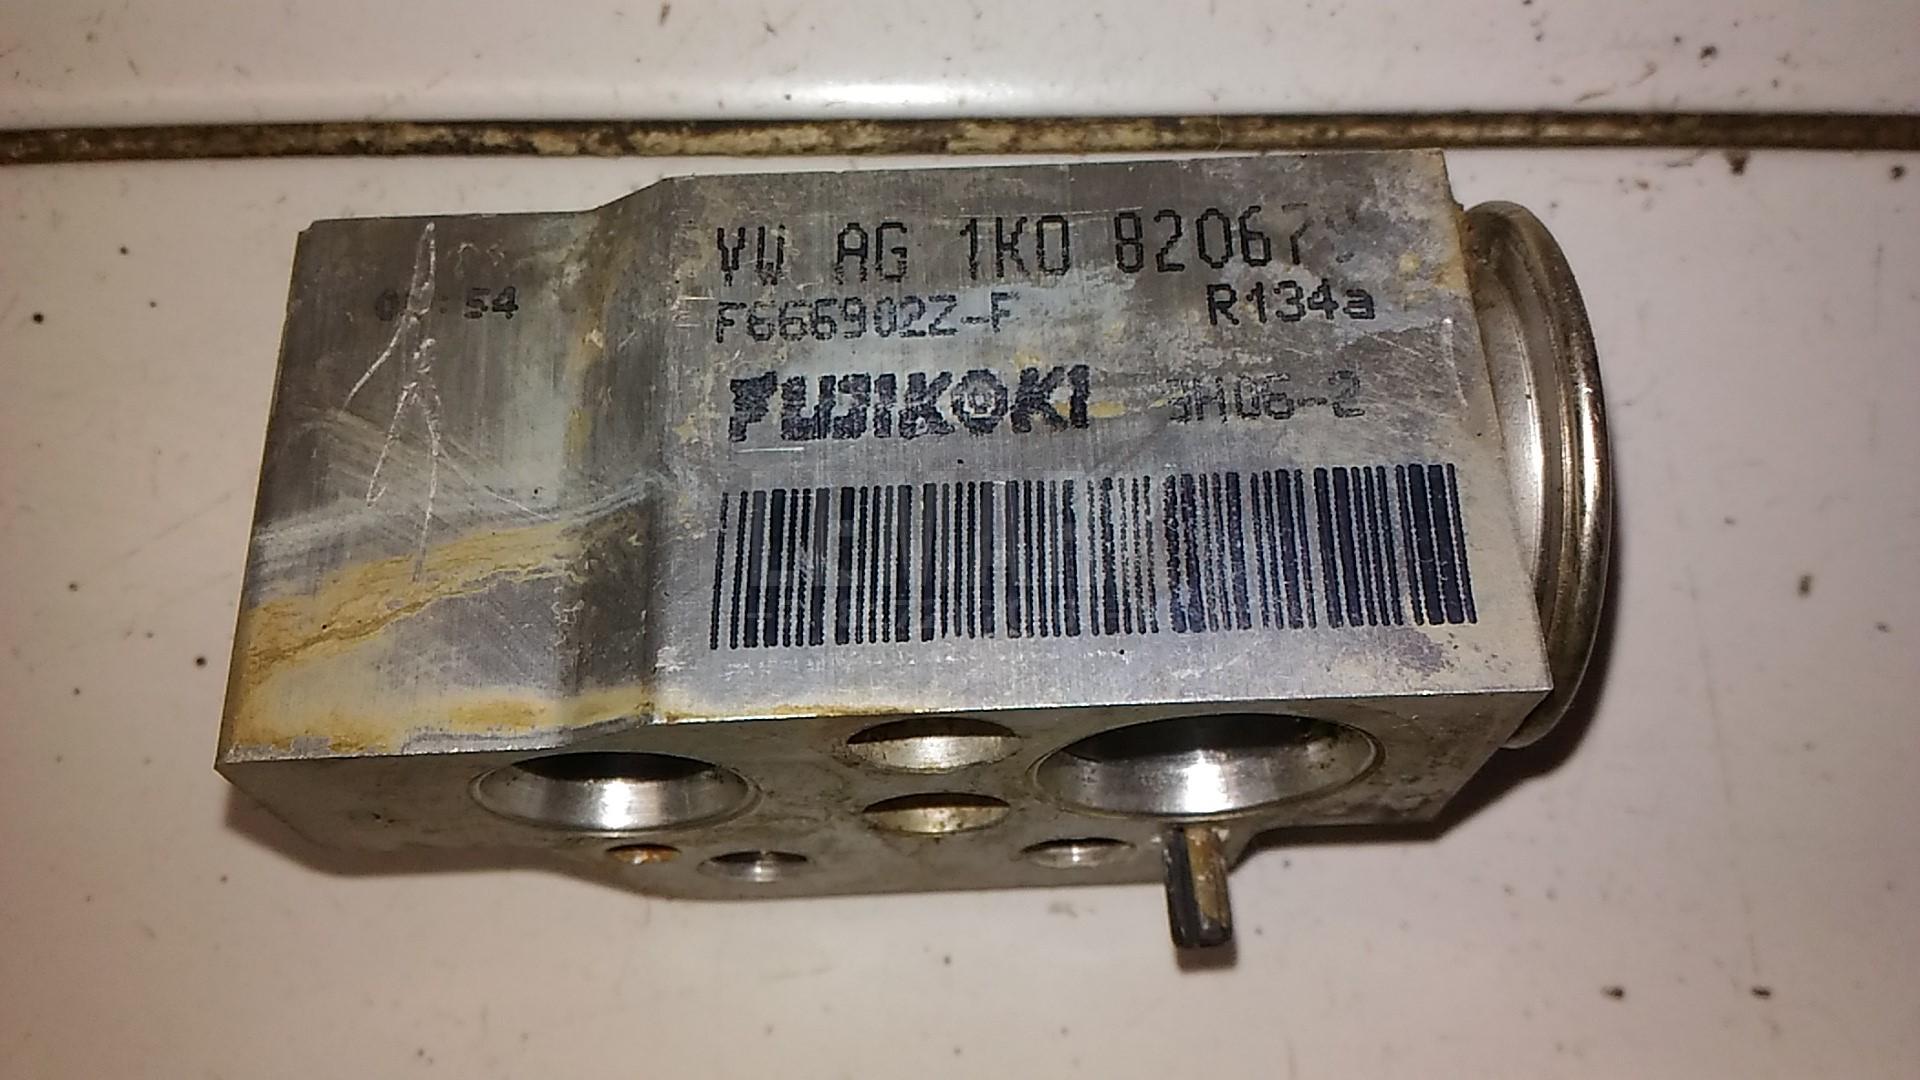 VW AG 1K0 82067
F666902Z-F R134a
FUJIKOKI 3H06-2